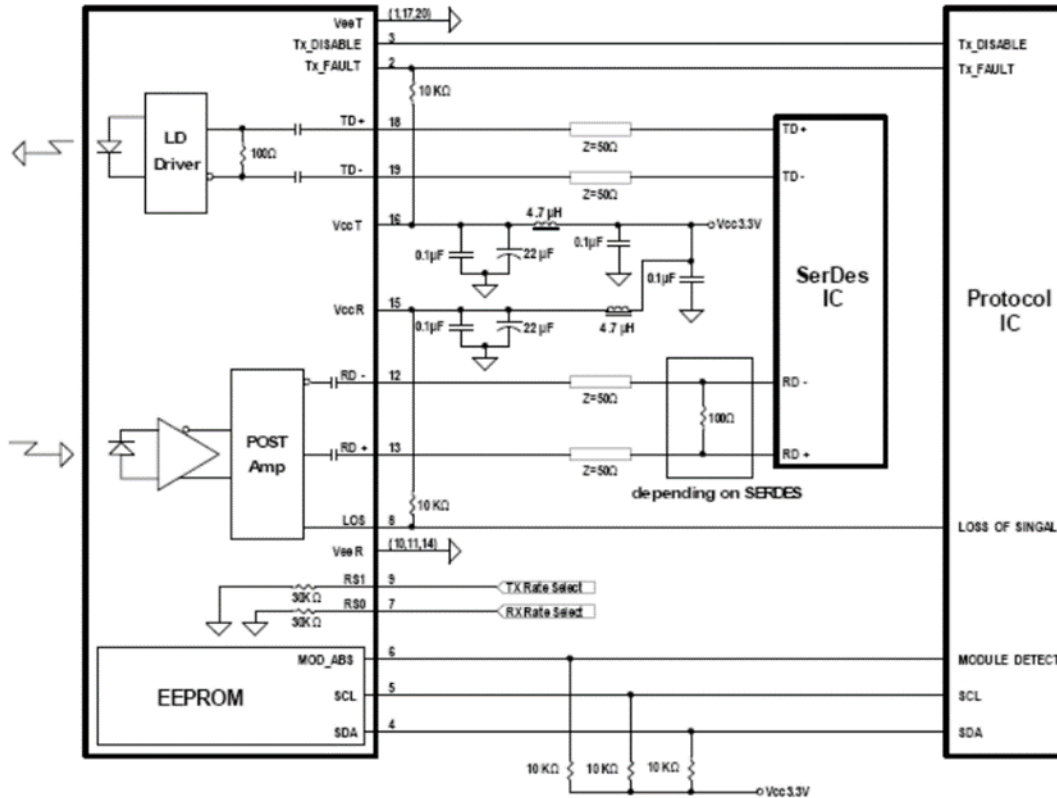 VeeT (1,17,20)
Tx_DISABLE 3 Tx_DISABLE
Tx_FAULT 2 Tx_FAULT
10 KΩ
LD
Driver
100Ω
TD+ 18 Z=50Ω TD+
TD- 19 Z=50Ω TD-
VccT 16 4.7 µH Vcc3.3V
0.1µF 22 µF 0.1µF
0.1µF
SerDes
IC
Protocol
IC
VccR 15
0.1µF 22 µF 4.7 µH
RD - 12 Z=50Ω RD -
100Ω
POST
Amp
RD + 13 Z=50Ω RD +
depending on SERDES
10 KΩ
LOS 8 LOSS OF SINGAL
VeeR (10,11,14)
RS1 9 TX Rate Select
30KΩ
RS0 7 RX Rate Select
30KΩ
MOD_ABS 6 MODULE DETECT
EEPROM
SCL 5 SCL
SDA 4 SDA
10 KΩ 10 KΩ 10 KΩ
Vcc3.3V